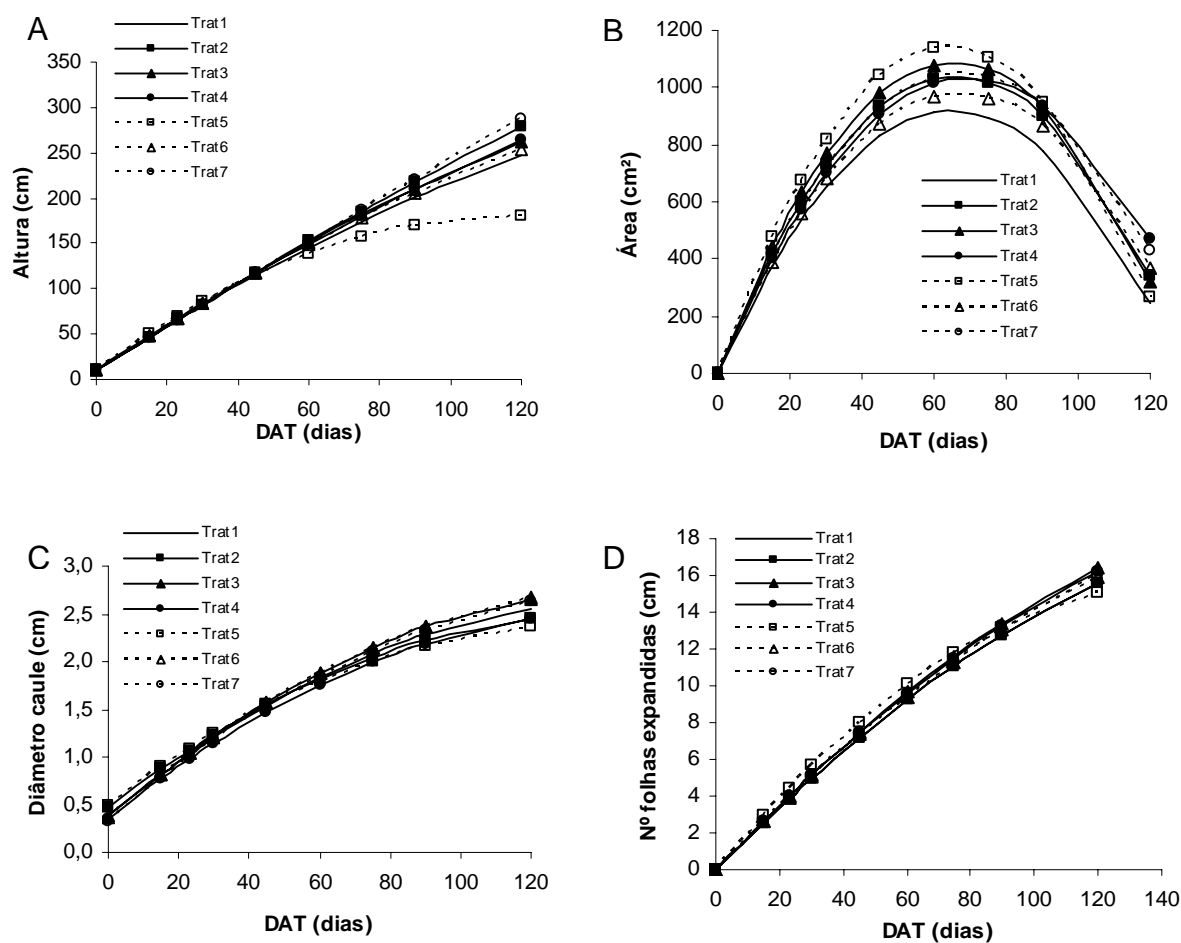 A
Trat1
Trat2
Trat3
Trat4
Trat5
Trat6
Trat7
350
300
250
200
150
100
50
0
Altura (cm)
0 20 40 60 80 100 120
DAT (dias)
B
1200
1000
800
600
400
200
0
Área (cm²)
Trat1
Trat2
Trat3
Trat4
Trat5
Trat6
Trat7
0 20 40 60 80 100 120
DAT (dias)
C
Trat1
Trat2
Trat3
Trat4
Trat5
Trat6
Trat7
3,0
2,5
2,0
1,5
1,0
0,5
0,0
Diâmetro caule (cm)
0 20 40 60 80 100 120
DAT (dias)
D
Trat1
Trat2
Trat3
Trat4
Trat5
Trat6
Trat7
18
16
14
12
10
8
6
4
2
0
Nº folhas expandidas (cm)
0 20 40 60 80 100 120 140
DAT (dias)